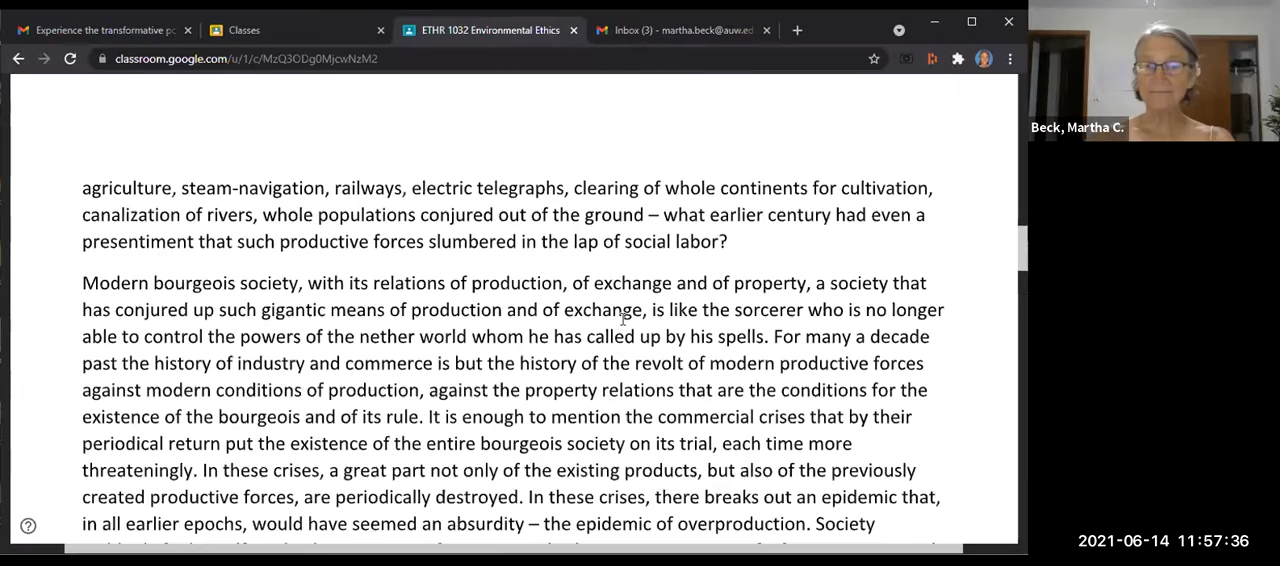 Experience the transformative po
Classes
ETHR 1032 Environmental Ethics
Inbox (3) - martha.beck@auw.ed
classroom.google.com/u/1/c/MzQ3ODg0MjcwNzM2
Beck, Martha C.
agriculture, steam-navigation, railways, electric telegraphs, clearing of whole continents for cultivation,
canalization of rivers, whole populations conjured out of the ground – what earlier century had even a
presentiment that such productive forces slumbered in the lap of social labor?
Modern bourgeois society, with its relations of production, of exchange and of property, a society that
has conjured up such gigantic means of production and of exchange, is like the sorcerer who is no longer
able to control the powers of the nether world whom he has called up by his spells. For many a decade
past the history of industry and commerce is but the history of the revolt of modern productive forces
against modern conditions of production, against the property relations that are the conditions for the
existence of the bourgeois and of its rule. It is enough to mention the commercial crises that by their
periodical return put the existence of the entire bourgeois society on its trial, each time more
threateningly. In these crises, a great part not only of the existing products, but also of the previously
created productive forces, are periodically destroyed. In these crises, there breaks out an epidemic that,
in all earlier epochs, would have seemed an absurdity – the epidemic of overproduction. Society
2021-06-14 11:57:36